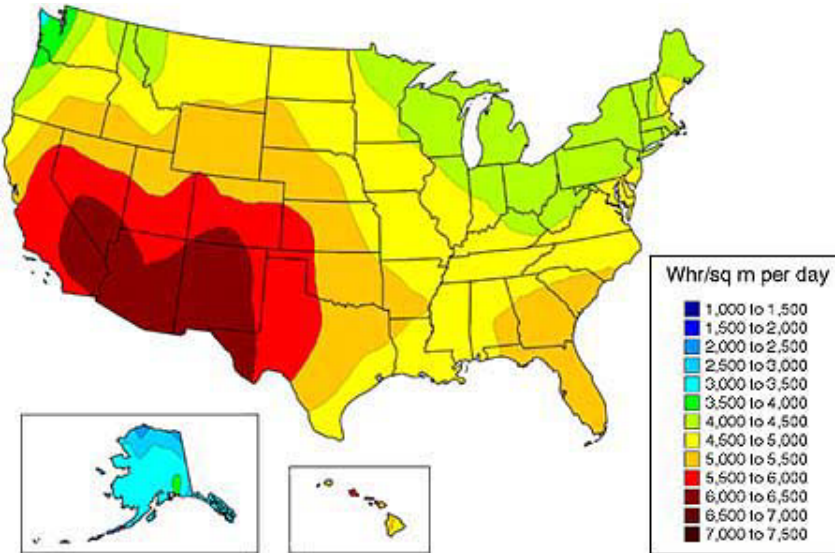 Whr/sq m per day
1,000 to 1,500
1,500 to 2,000
2,000 to 2,500
2,500 to 3,000
3,000 to 3,500
3,500 to 4,000
4,000 to 4,500
4,500 to 5,000
5,000 to 5,500
5,500 to 6,000
6,000 to 6,500
6,500 to 7,000
7,000 to 7,500